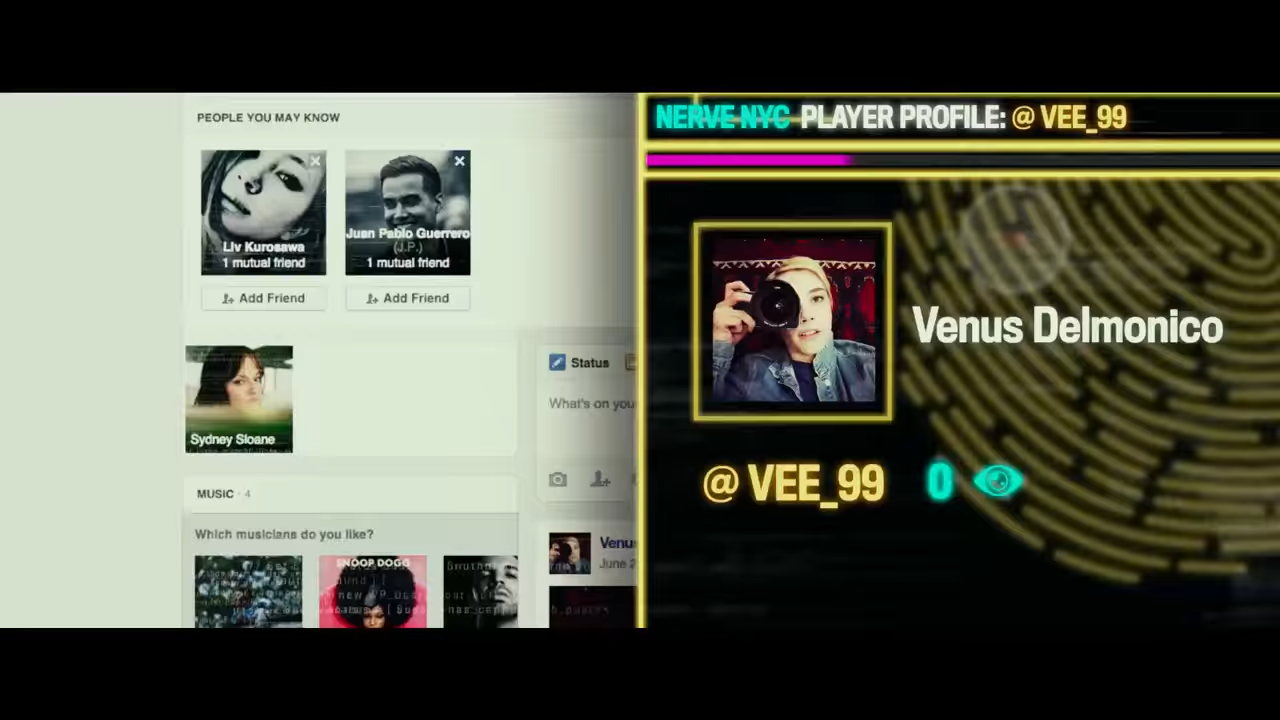 PEOPLE YOU MAY KNOW
Liv Kurosawa
1 mutual friend
Juan Pablo Guerrero
(J.P.)
1 mutual friend
Add Friend
Add Friend
Sydney Sloane
Status
What's on you
MUSIC · 4
Which musicians do you like?
SNOOP DOGG
Venu
June 2
NERVE NYC PLAYER PROFILE: @ VEE_99
Venus Delmonico
@ VEE_99 0